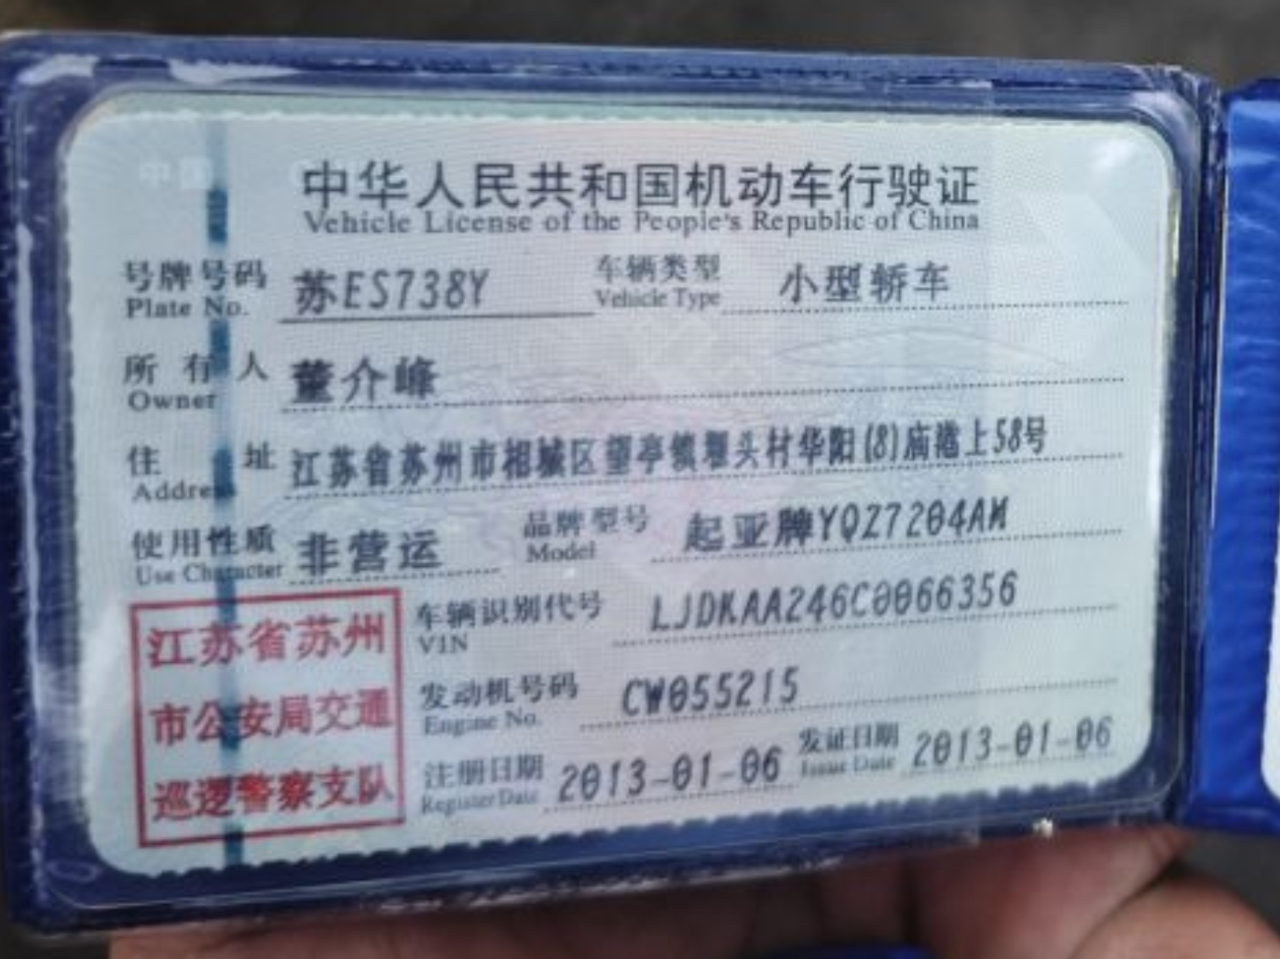 中华人民共和国机动车行驶证
Vehicle License of the People's Republic of China
号牌号码 苏ES738Y 车辆类型 小型轿车
Plate No. Vehicle Type
所有人 董介峰
Owner
住址 江苏省苏州市相城区望亭镇堰头村华阳(8)庙港上58号
Address
使用性质 非营运 品牌型号 起亚牌YQZ7204AM
Use Character Model
车辆识别代号 LJDKAA246C0066356
VIN
发动机号码 CW055215
Engine No.
注册日期 2013-01-06 发证日期 2013-01-06
Register Date Issue Date
江苏省苏州
市公安局交通
巡逻警察支队